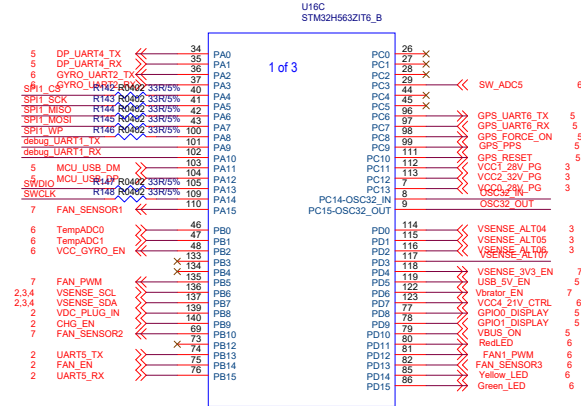 U16C
STM32H563ZIT6_B
1 of 3
5 DP_UART4_TX 34 PA0
5 DP_UART4_RX 35 PA1
6 GYRO_UART2_TX 36 PA2
6 GYRO_UART2_RX 37 PA3
SPI1_CS R142 R0402 33R/5% 40 PA4
SPI1_SCK R143 R0402 33R/5% 41 PA5
SPI1_MISO R144 R0402 33R/5% 42 PA6
SPI1_MOSI R145 R0402 33R/5% 43 PA7
SPI1_WP R146 R0402 33R/5% 100 PA8
debug_UART1_TX 101 PA9
debug_UART1_RX 102 PA10
5 MCU_USB_DM 103 PA11
5 MCU_USB_DP 104 PA12
SWDIO R147 R0402 33R/5% 105 PA13
SWCLK R148 R0402 33R/5% 109 PA14
7 FAN_SENSOR1 110 PA15
6 TempADC0 46 PB0
6 TempADC1 47 PB1
6 VCC_GYRO_EN 48 PB2
133 PB3
134 PB4
7 FAN_PWM 135 PB5
2,3,4 VSENSE_SCL 136 PB6
2,3,4 VSENSE_SDA 137 PB7
2 VDC_PLUG_IN 139 PB8
2 CHG_EN 140 PB9
7 FAN_SENSOR2 69 PB10
73 PB12
2 UART5_TX 74 PB13
2 FAN_EN 75 PB14
2 UART5_RX 76 PB15
PC0 26
PC1 27
PC2 28
PC3 29 SW_ADC5 6
PC4 44
PC5 45
PC6 96 GPS_UART6_TX 5
PC7 97 GPS_UART6_RX 5
PC8 98 GPS_FORCE_ON 5
PC9 99 GPS_PPS 5
PC10 111 GPS_RESET 5
PC11 112 VCC1_28V_PG 3
PC12 113 VCC2_32V_PG 3
PC13 7 VCC0_28V_PG 3
PC14-OSC32_IN 8 OSC32_IN
PC15-OSC32_OUT 9 OSC32_OUT
PD0 114 VSENSE_ALT04 3
PD1 115 VSENSE_ALT05 3
PD2 116 VSENSE_ALT06 3
PD3 117 VSENSE_ALT07
PD4 118 VSENSE_3V3_EN 7
PD5 119 USB_5V_EN 5
PD6 122 Vbrator_EN 7
PD7 123 VCC4_21V_CTRL 6
PD8 77 GPIO0_DISPLAY 5
PD9 78 GPIO1_DISPLAY 5
PD10 79 VBUS_ON 5
PD11 80 RedLED 6
PD12 81 FAN1_PWM 6
PD13 82 FAN_SENSOR3 6
PD14 85 Yellow_LED 6
PD15 86 Green_LED 6